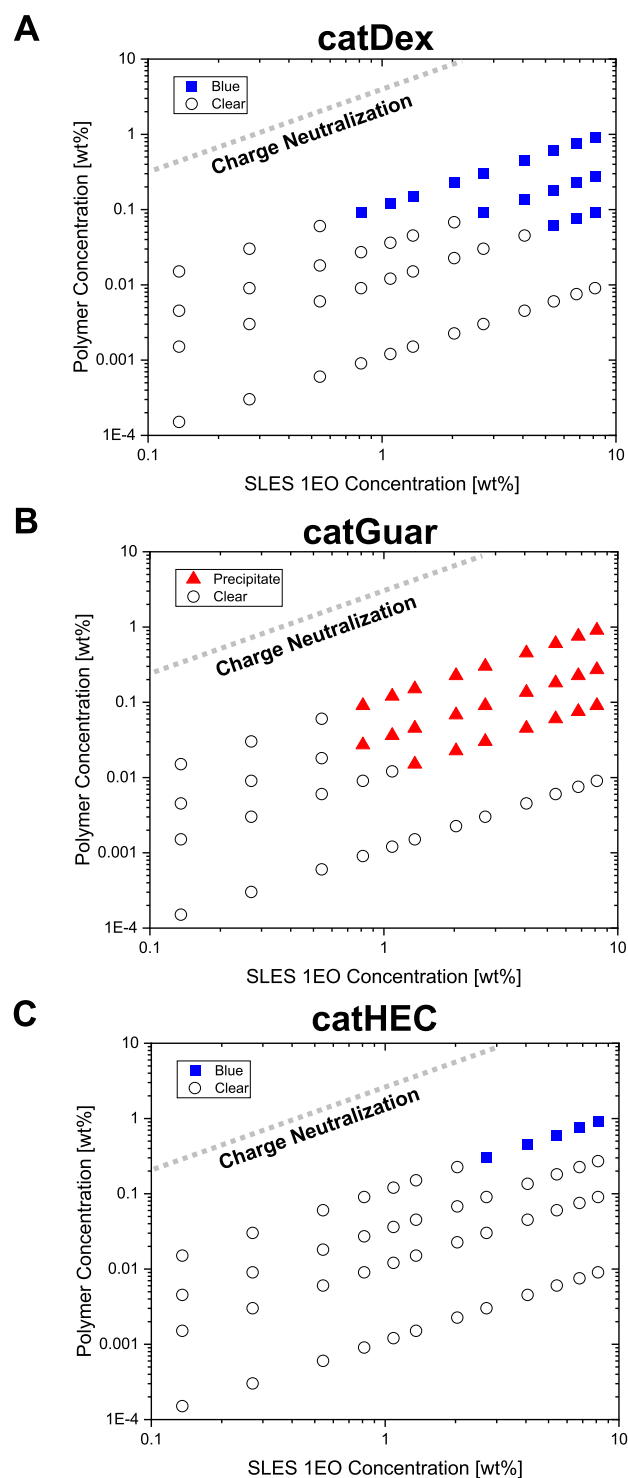 A
catDex
Blue
Clear
Charge Neutralization
10
1
0.1
0.01
0.001
1E-4
0.1
1
10
Polymer Concentration [wt%]
SLES 1EO Concentration [wt%]
B
catGuar
Precipitate
Clear
Charge Neutralization
10
1
0.1
0.01
0.001
1E-4
0.1
1
10
Polymer Concentration [wt%]
SLES 1EO Concentration [wt%]
C
catHEC
Blue
Clear
Charge Neutralization
10
1
0.1
0.01
0.001
1E-4
0.1
1
10
Polymer Concentration [wt%]
SLES 1EO Concentration [wt%]